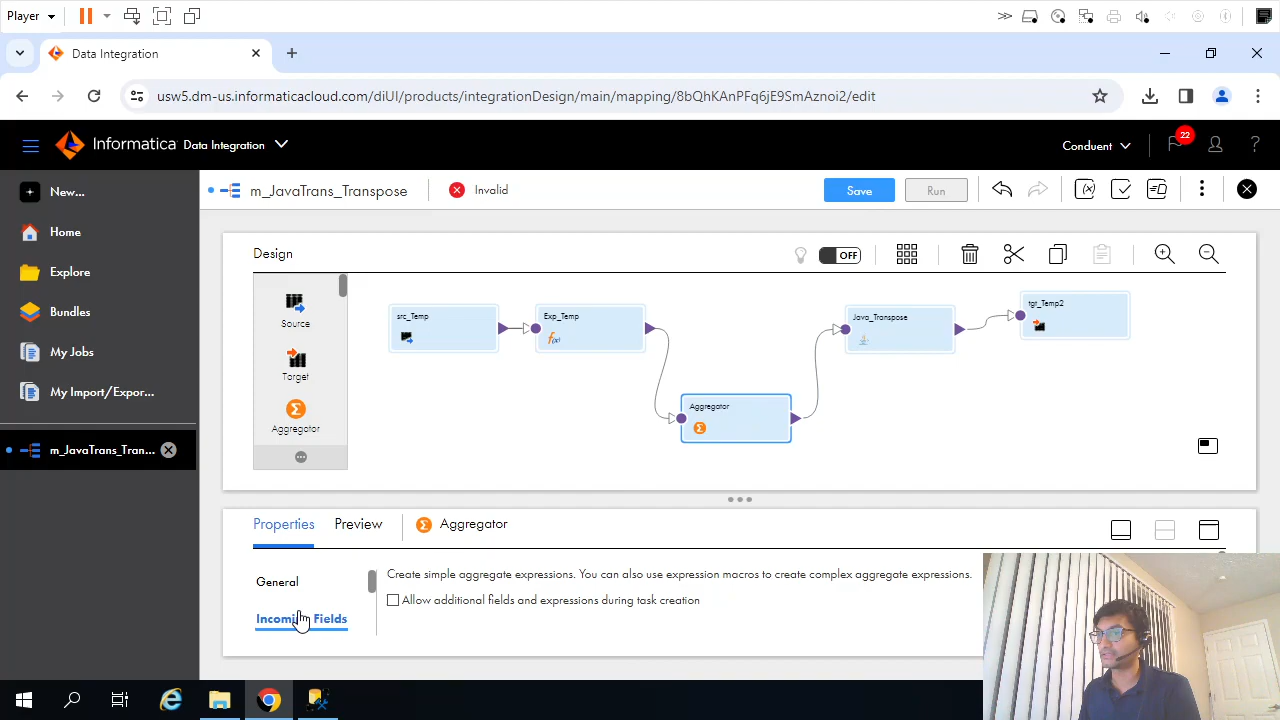 Player
Data Integration
usw5.dm-us.informaticacloud.com/diUI/products/integrationDesign/main/mapping/8bQhKAnPFq6jE9SmAznoi2/edit
Informatica Data Integration
Conduent
22
New...
m_JavaTrans_Transpose
Invalid
Save
Run
Home
Explore
Bundles
My Jobs
My Import/Expor...
m_JavaTrans_Tran...
Design
OFF
Source
Target
Aggregator
src_Temp
Exp_Temp
f(x)
Aggregator
Java_Transpose
tgt_Temp2
Properties
Preview
Aggregator
General
Incoming Fields
Create simple aggregate expressions. You can also use expression macros to create complex aggregate expressions.
Allow additional fields and expressions during task creation